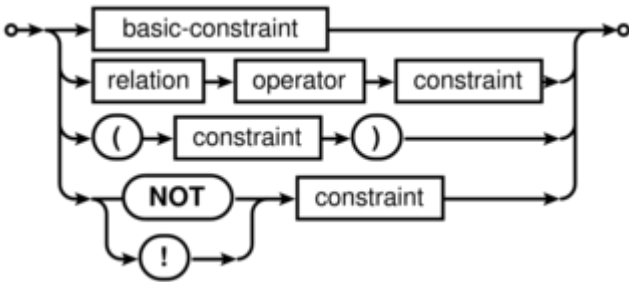 basic-constraint
relation operator constraint
( constraint )
NOT constraint
!